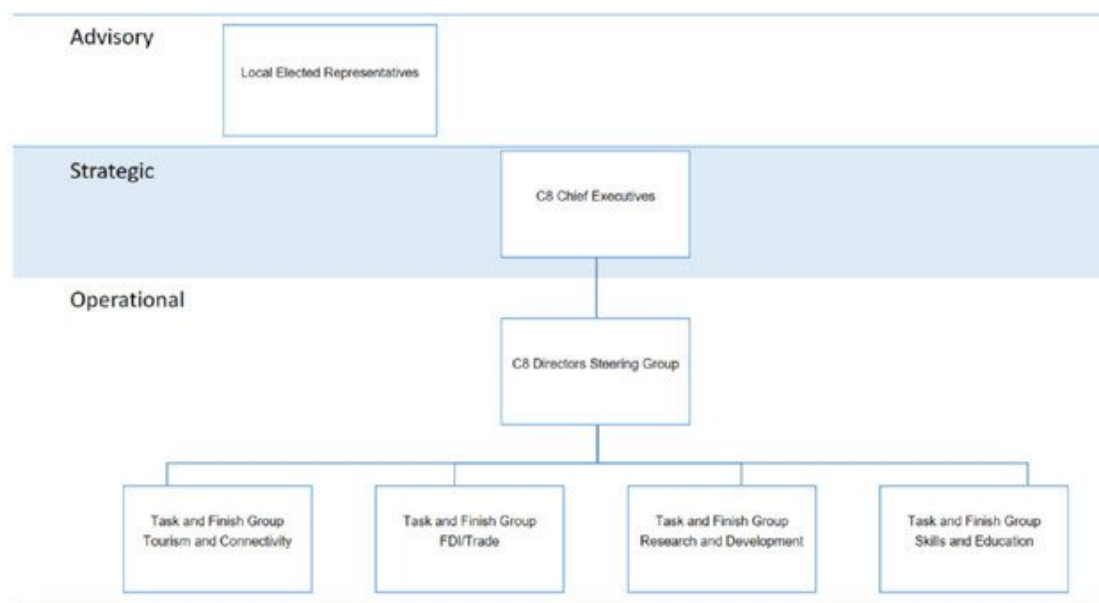 Advisory
Local Elected Representatives
Strategic
C8 Chief Executives
Operational
C8 Directors Steering Group
Task and Finish Group
Tourism and Connectivity
Task and Finish Group
FDI/Trade
Task and Finish Group
Research and Development
Task and Finish Group
Skills and Education